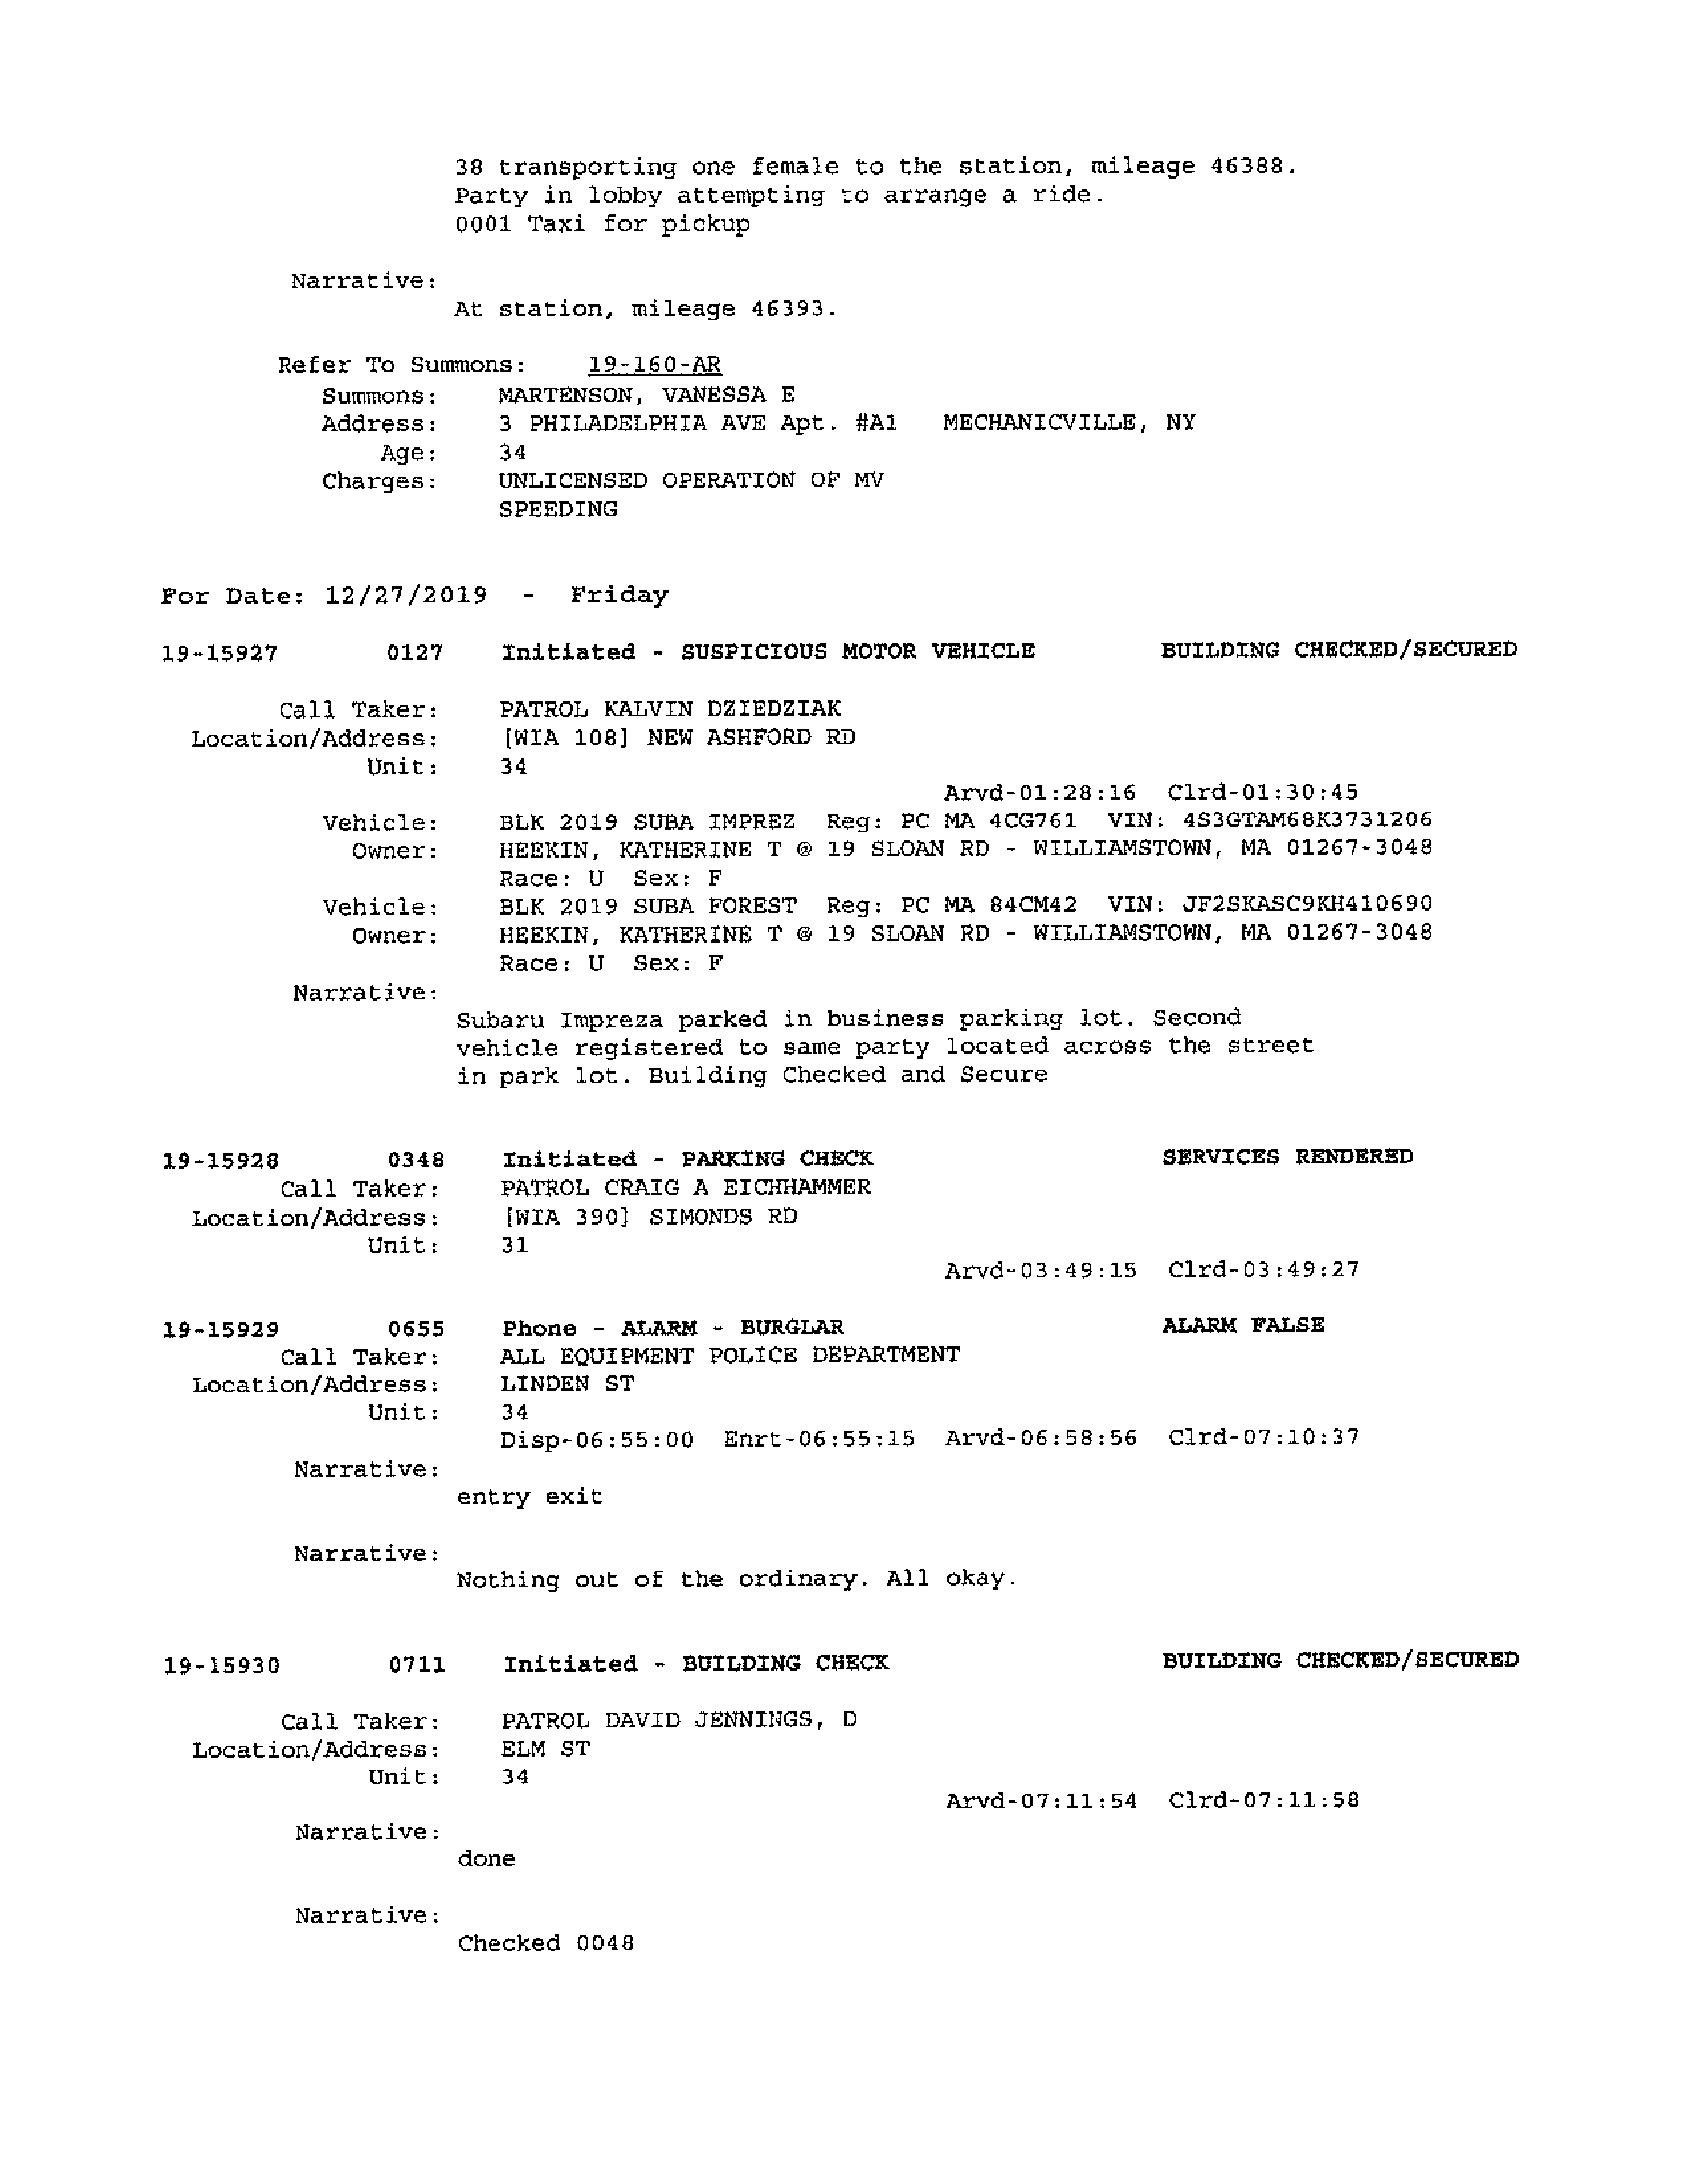 38 transporting one female to the station, mileage 46388.
Party in lobby attempting to arrange a ride.
0001 Taxi for pickup
Narrative:
At station, mileage 46393.
Refer To Summons: 19-160-AR
Summons: MARTENSON, VANESSA E
Address: 3 PHILADELPHIA AVE Apt. #A1 MECHANICVILLE, NY
Age: 34
Charges: UNLICENSED OPERATION OF MV
SPEEDING
For Date: 12/27/2019 - Friday
19-15927 0127 Initiated - SUSPICIOUS MOTOR VEHICLE BUILDING CHECKED/SECURED
Call Taker: PATROL KALVIN DZIEDZIAK
Location/Address: [WIA 108] NEW ASHFORD RD
Unit: 34
Arvd-01:28:16 Clrd-01:30:45
Vehicle: BLK 2019 SUBA IMPREZ Reg: PC MA 4CG761 VIN: 4S3GTAM68K3731206
Owner: HEEKIN, KATHERINE T @ 19 SLOAN RD - WILLIAMSTOWN, MA 01267-3048
Race: U Sex: F
Vehicle: BLK 2019 SUBA FOREST Reg: PC MA 84CM42 VIN: JF2SKASC9KH410690
Owner: HEEKIN, KATHERINE T @ 19 SLOAN RD - WILLIAMSTOWN, MA 01267-3048
Race: U Sex: F
Narrative:
Subaru Impreza parked in business parking lot. Second
vehicle registered to same party located across the street
in park lot. Building Checked and Secure
19-15928 0348 Initiated - PARKING CHECK SERVICES RENDERED
Call Taker: PATROL CRAIG A EICHHAMMER
Location/Address: [WIA 390] SIMONDS RD
Unit: 31
Arvd-03:49:15 Clrd-03:49:27
19-15929 0655 Phone - ALARM - BURGLAR ALARM FALSE
Call Taker: ALL EQUIPMENT POLICE DEPARTMENT
Location/Address: LINDEN ST
Unit: 34
Disp-06:55:00 Enrt-06:55:15 Arvd-06:58:56 Clrd-07:10:37
Narrative:
entry exit
Narrative:
Nothing out of the ordinary. All okay.
19-15930 0711 Initiated - BUILDING CHECK BUILDING CHECKED/SECURED
Call Taker: PATROL DAVID JENNINGS, D
Location/Address: ELM ST
Unit: 34
Arvd-07:11:54 Clrd-07:11:58
Narrative:
done
Narrative:
Checked 0048